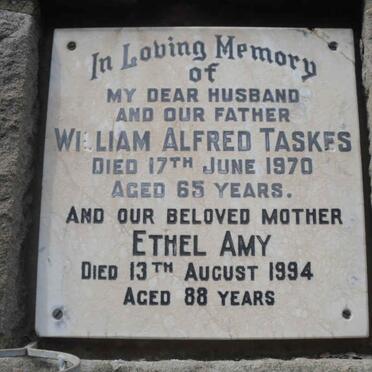 In Loving Memory
of
MY DEAR HUSBAND
AND OUR FATHER
WILLIAM ALFRED TASKES
DIED 17TH JUNE 1970
AGED 65 YEARS.
AND OUR BELOVED MOTHER
ETHEL AMY
DIED 13TH AUGUST 1994
AGED 88 YEARS